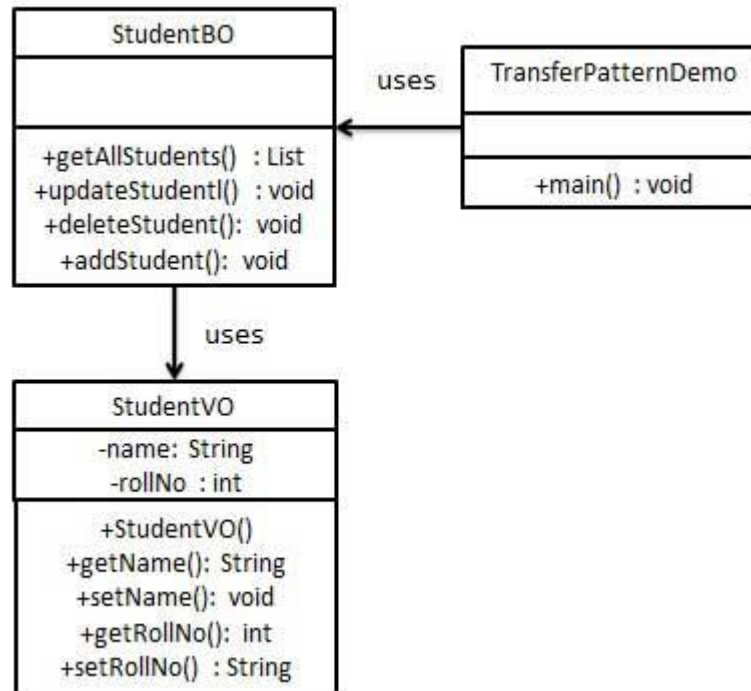 StudentBO
+getAllStudents() : List
+updateStudentl() : void
+deleteStudent(): void
+addStudent(): void
uses
TransferPatternDemo
+main() : void
uses
StudentVO
-name: String
-rollNo : int
+StudentVO()
+getName(): String
+setName(): void
+getRollNo(): int
+setRollNo() : String